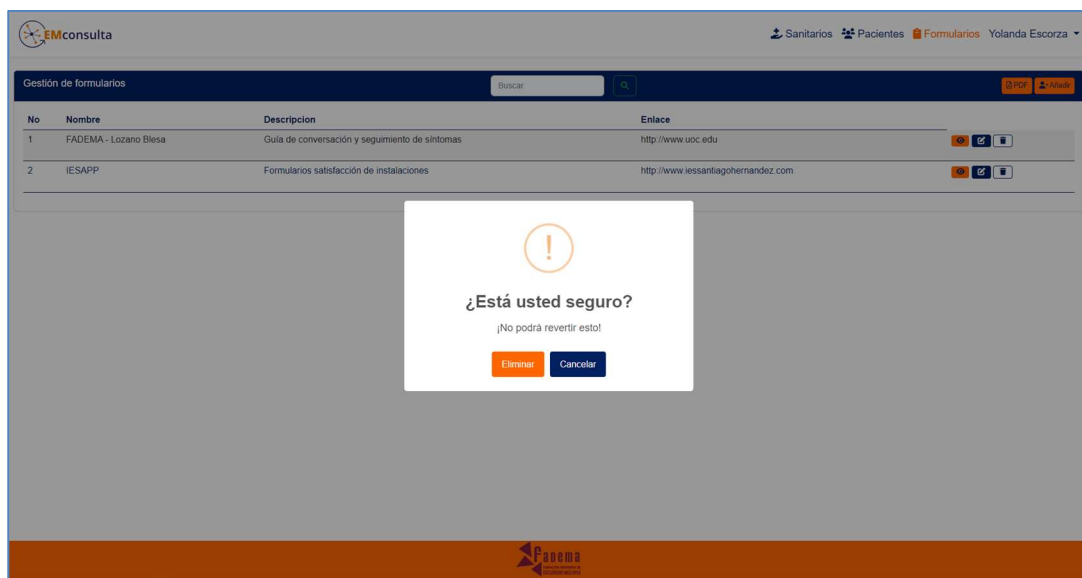 EMconsulta
Sanitarios Pacientes Formularios Yolanda Escorza
Gestión de formularios Buscar PDF Añadir
No Nombre Descripcion Enlace
1 FADEMA - Lozano Blesa Guía de conversación y seguimiento de síntomas http://www.uoc.edu
2 IESAPP Formularios satisfacción de instalaciones http://www.iessantiagohernandez.com
!
¿Está usted seguro?
¡No podrá revertir esto!
Eliminar Cancelar
Fadema